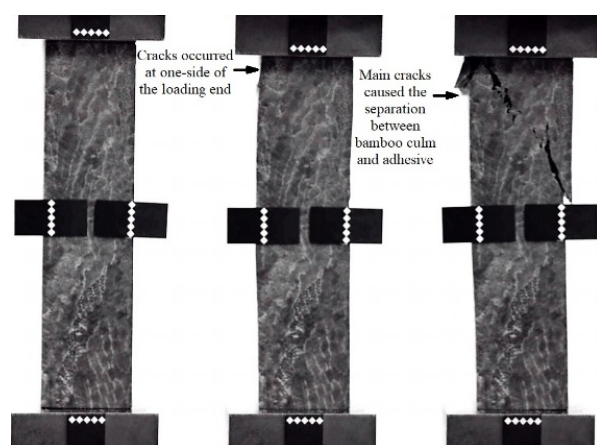 Cracks occurred
at one-side of
the loading end
Main cracks
caused the
separation
between
bamboo culm
and adhesive